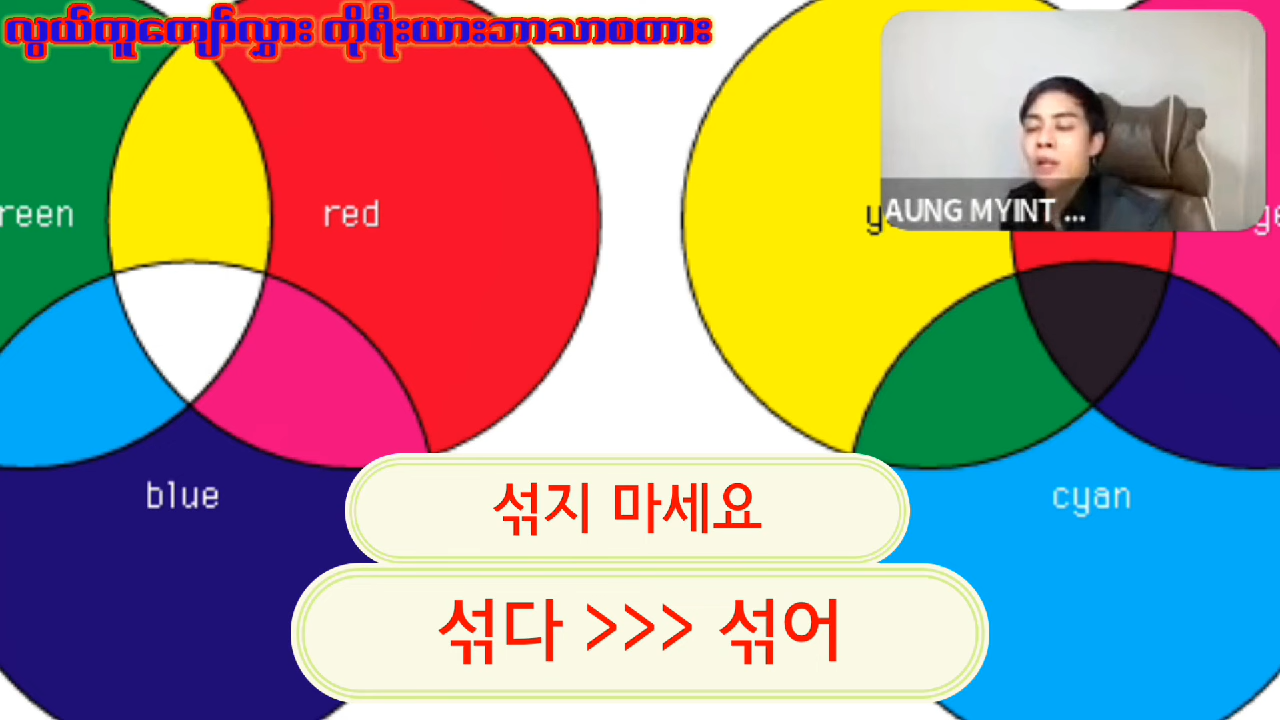 လွယ်ကူကျော်လွှား ကိုရီးယားဘာသာစကား
reen
red
AUNG MYINT ...
blue
cyan
섞지 마세요
섞다 >>> 섞어